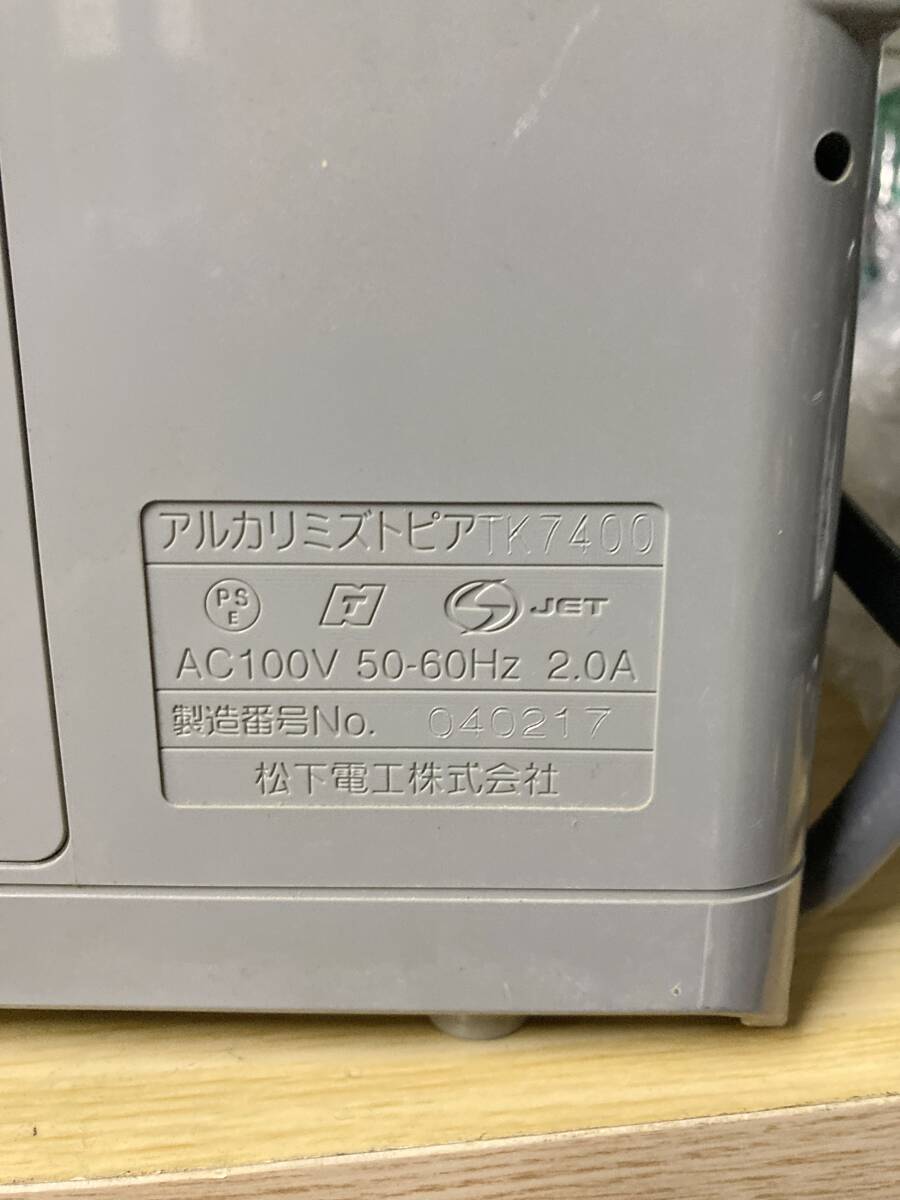 アルカリミズトピアTK7400
PS E N JET
AC100V 50-60Hz 2.0A
製造番号No. 040217
松下電工株式会社